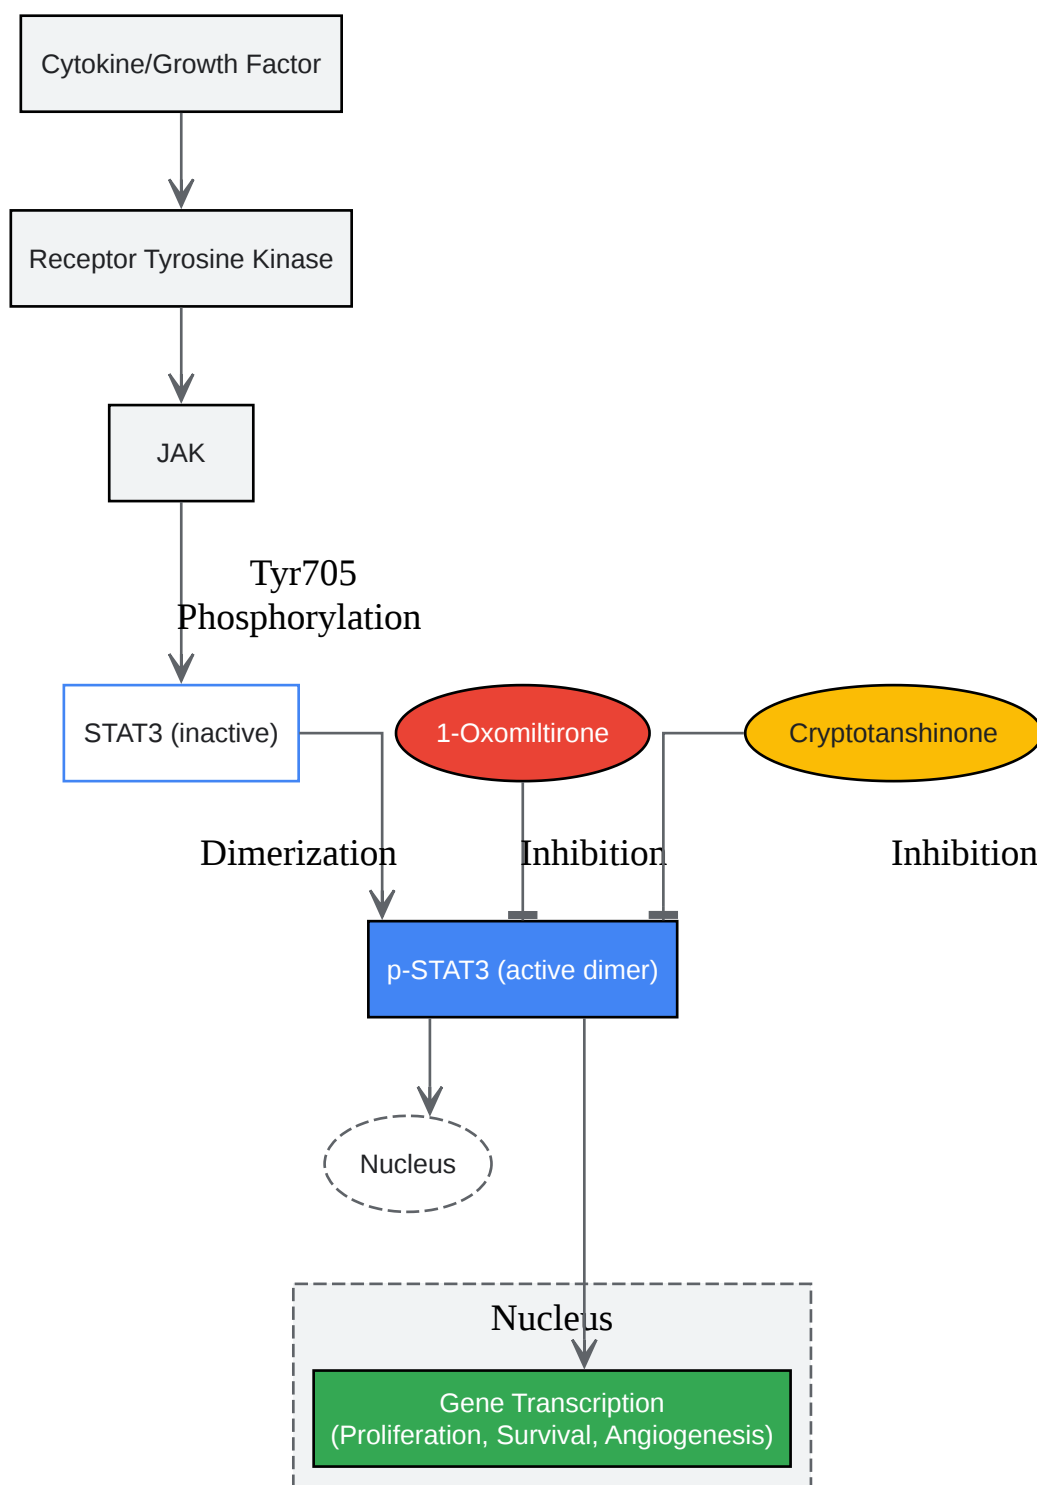 Cytokine/Growth Factor
Receptor Tyrosine Kinase
JAK
Tyr705
Phosphorylation
STAT3 (inactive)
1-Oxomiltirone
Cryptotanshinone
Dimerization
Inhibition
Inhibition
p-STAT3 (active dimer)
Nucleus
Nucleus
Gene Transcription
(Proliferation, Survival, Angiogenesis)